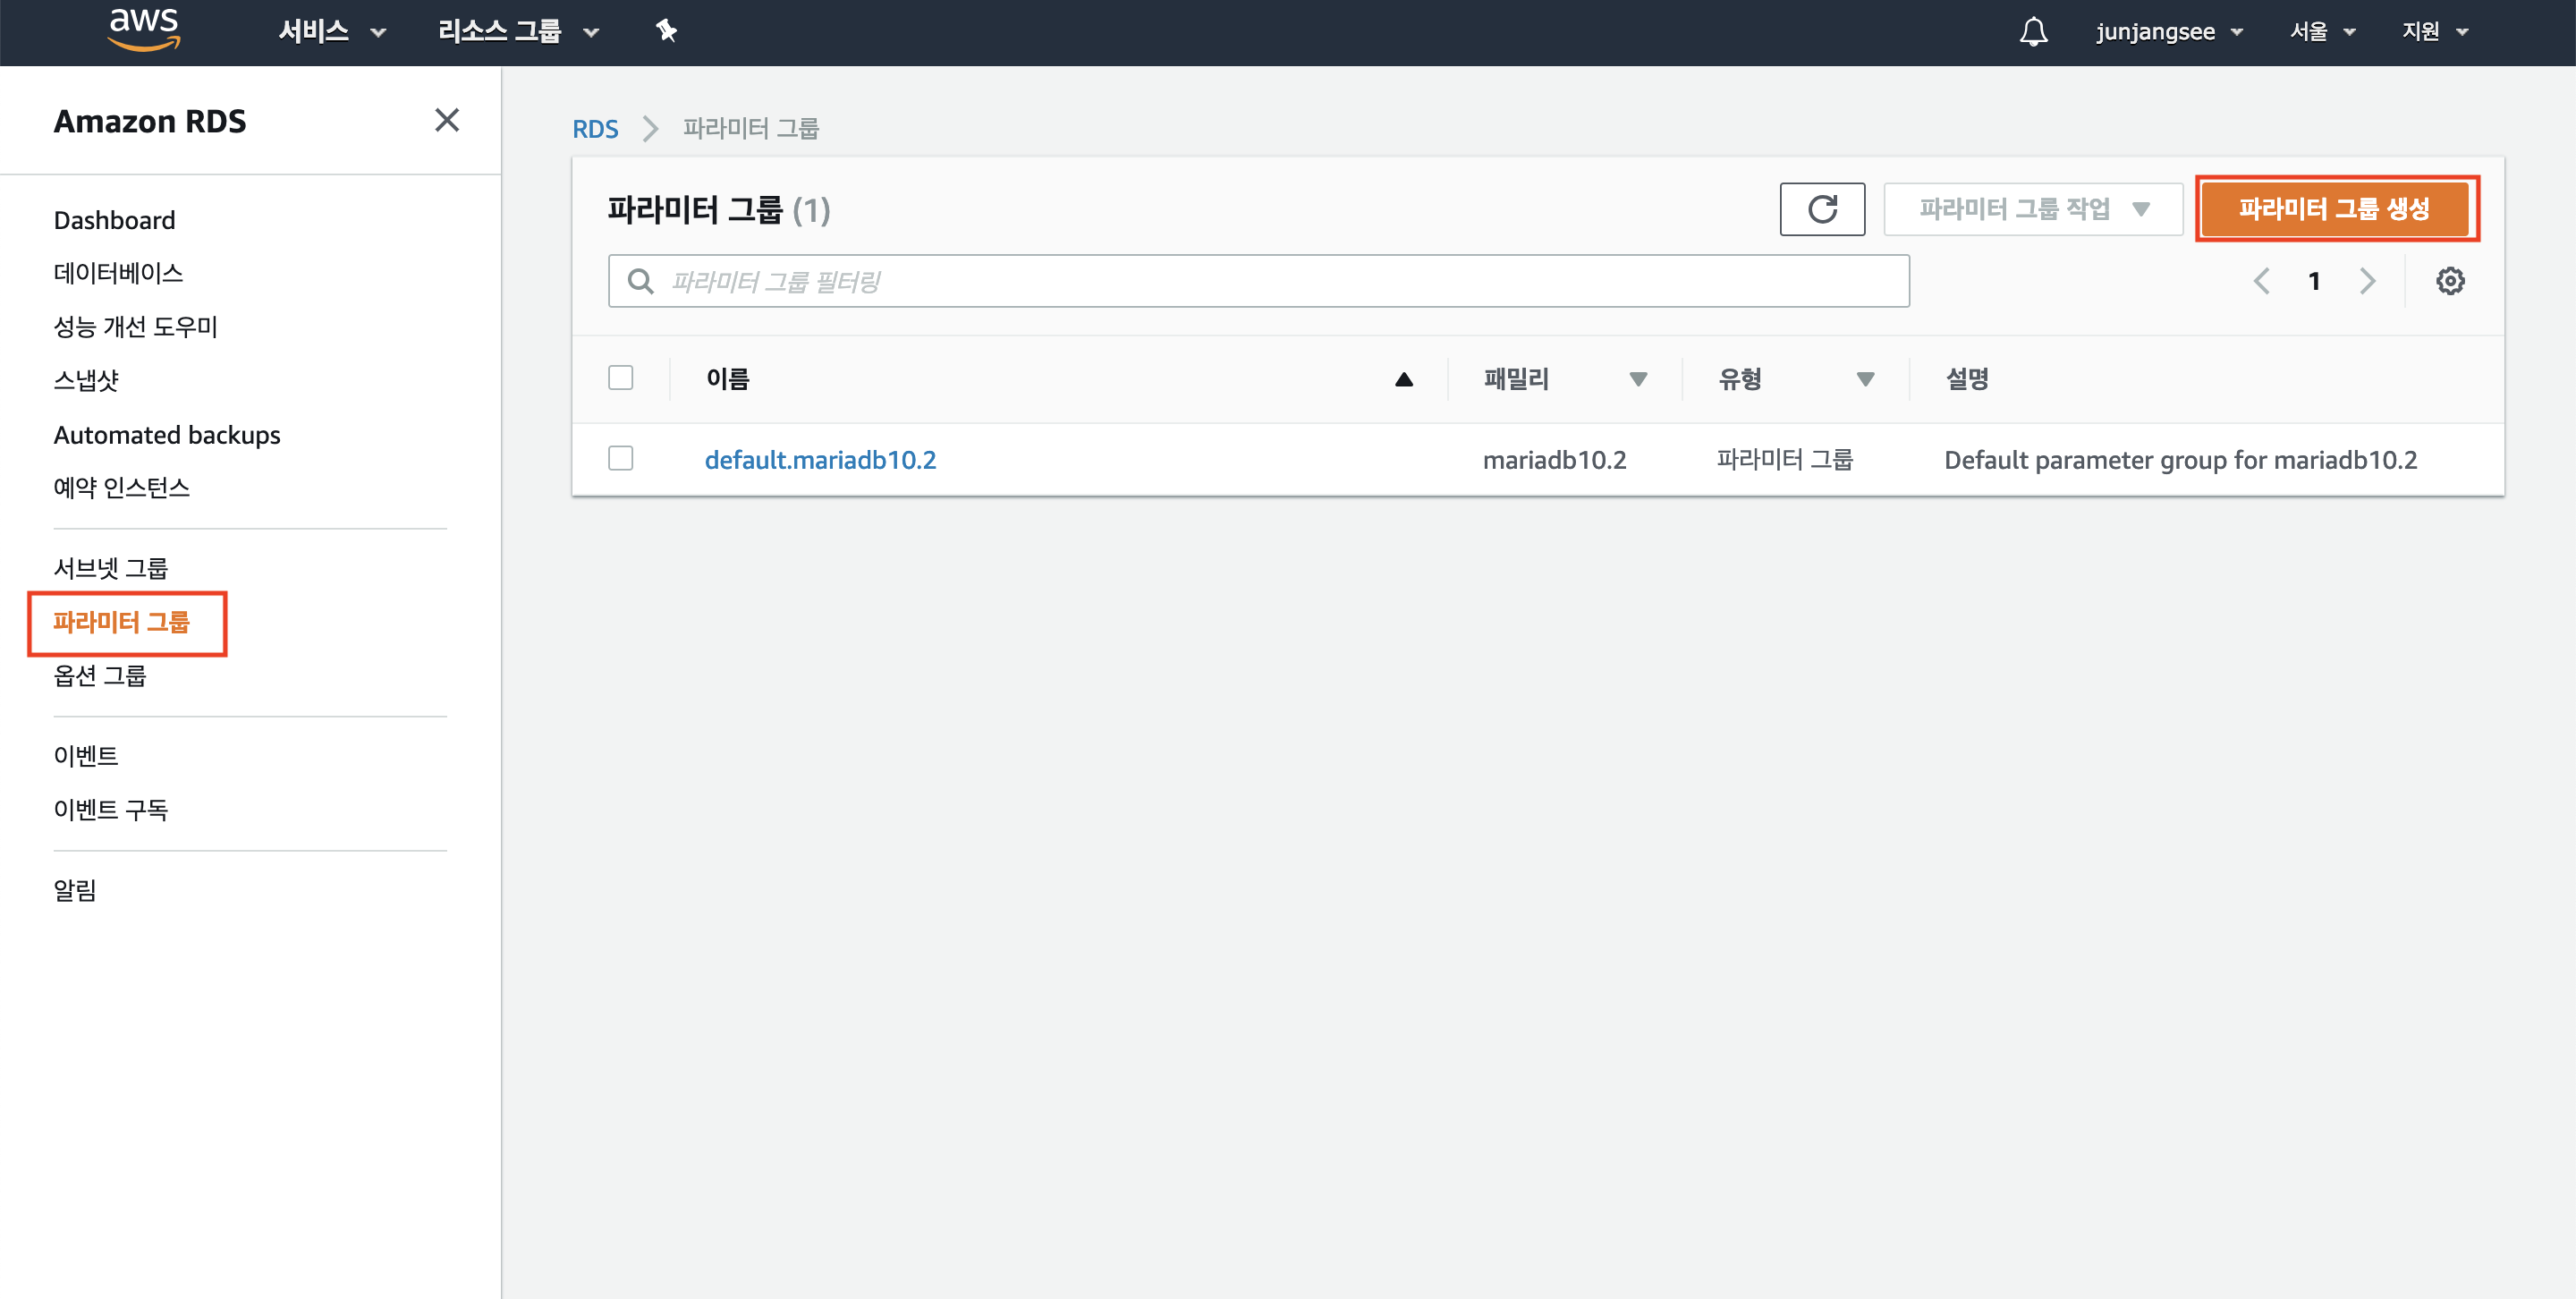 aws 서비스 리소스 그룹 junjangsee 서울 지원
Amazon RDS
Dashboard
데이터베이스
성능 개선 도우미
스냅샷
Automated backups
예약 인스턴스
서브넷 그룹
파라미터 그룹
옵션 그룹
이벤트
이벤트 구독
알림
RDS 파라미터 그룹
파라미터 그룹 (1) 파라미터 그룹 작업 파라미터 그룹 생성
파라미터 그룹 필터링 1
이름 패밀리 유형 설명
default.mariadb10.2 mariadb10.2 파라미터 그룹 Default parameter group for mariadb10.2